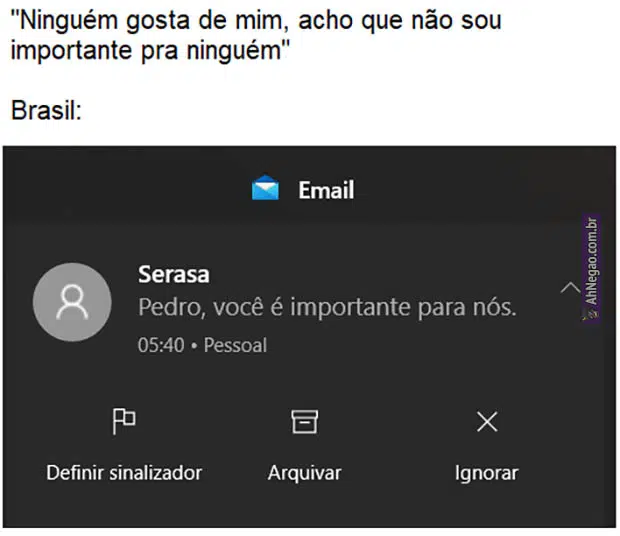 "Ninguém gosta de mim, acho que não sou
importante pra ninguém"
Brasil:
Email
Serasa
Pedro, você é importante para nós.
05:40 • Pessoal
Definir sinalizador
Arquivar
Ignorar
AhNegao.com.br